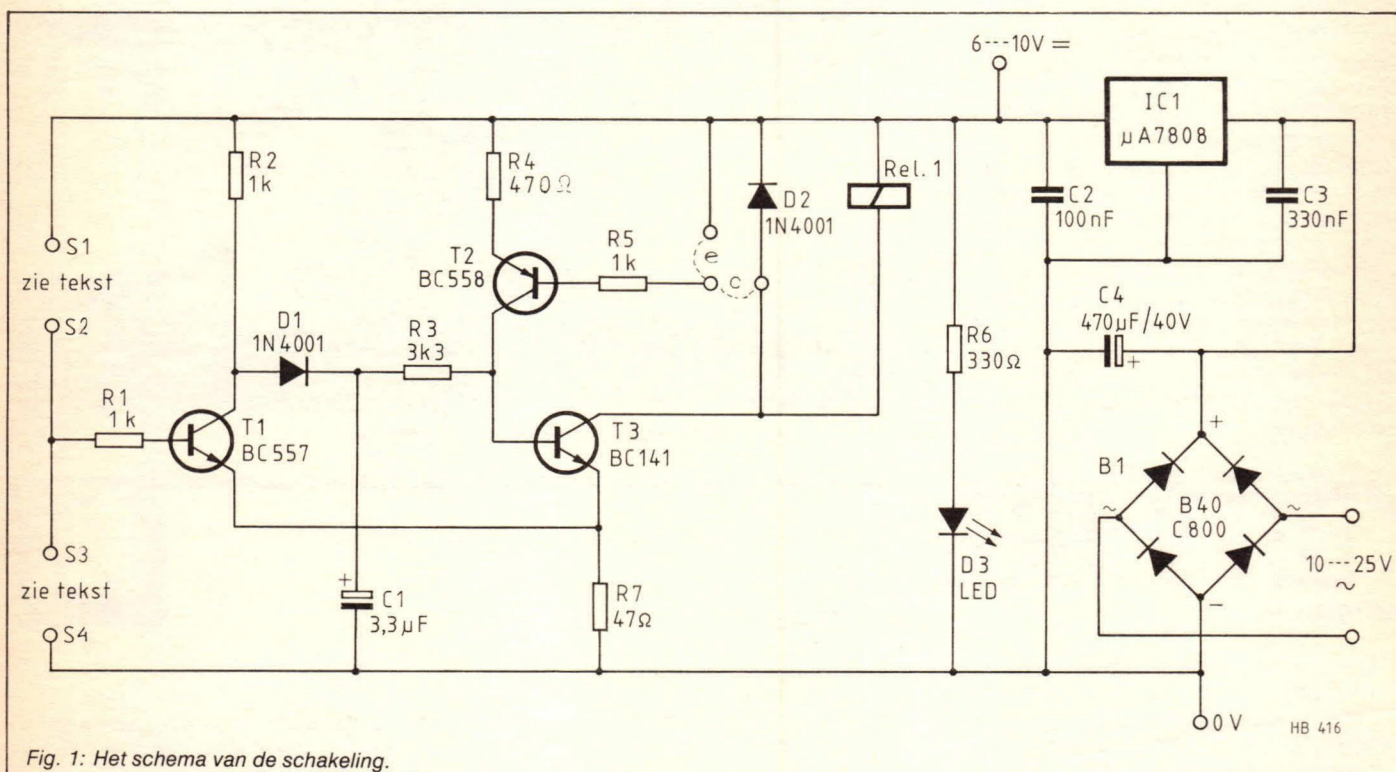 6---10V =
IC1
µA7808
R2
1k
R4
470Ω
D2
1N4001
Rel. 1
C2
100nF
C3
330nF
S1
zie tekst
S2
T2
BC558
R5
1k
e
c
C4
470µF/40V
+
D1
1N4001
R3
3k3
R6
330Ω
R1
1k
T1
BC557
T3
BC141
B1
+
~
~
B40
C800
-
10---25V
~
S3
zie tekst
S4
+
C1
3,3µF
R7
47Ω
D3
LED
0V
HB 416
Fig. 1: Het schema van de schakeling.